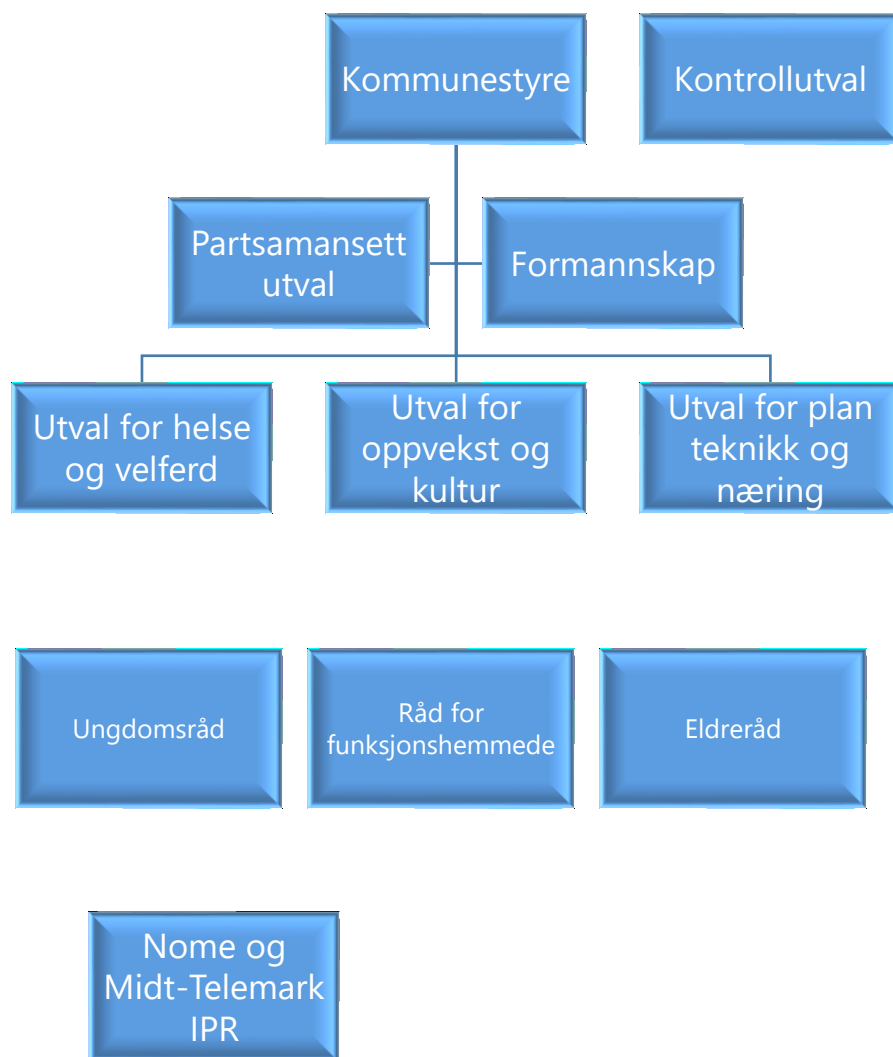 Kommunestyre
Kontrollutval
Partsamansett
utval
Formannskap
Utval for helse
og velferd
Utval for
oppvekst og
kultur
Utval for plan
teknikk og
næring
Ungdomsråd
Råd for
funksjonshemmede
Eldreråd
Nome og
Midt-Telemark
IPR